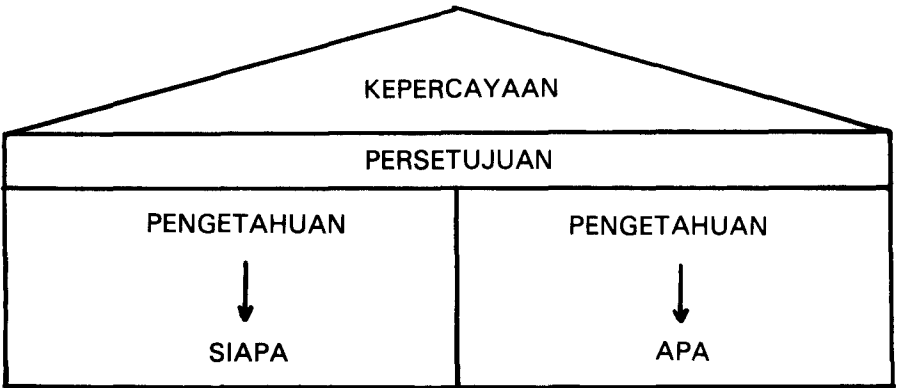 KEPERCAYAAN
PERSETUJUAN
PENGETAHUAN
SIAPA
PENGETAHUAN
APA